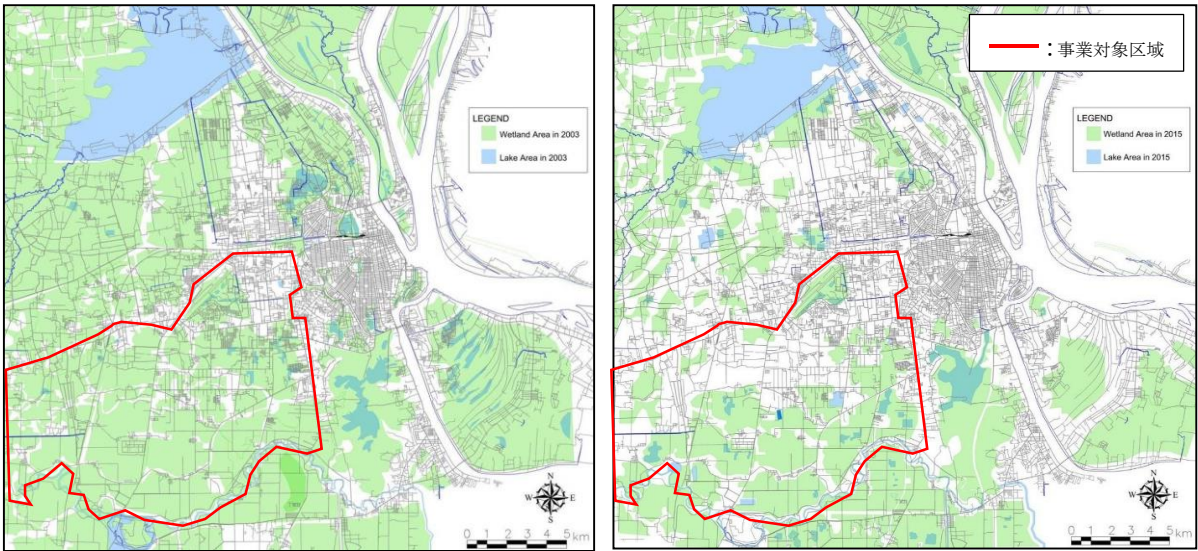 LEGEND
Wetland Area in 2003
Lake Area in 2003
N
W E
S
0 1 2 3 4 5 km
━━ : 事業対象区域
LEGEND
Wetland Area in 2015
Lake Area in 2015
N
W E
S
0 1 2 3 4 5 km